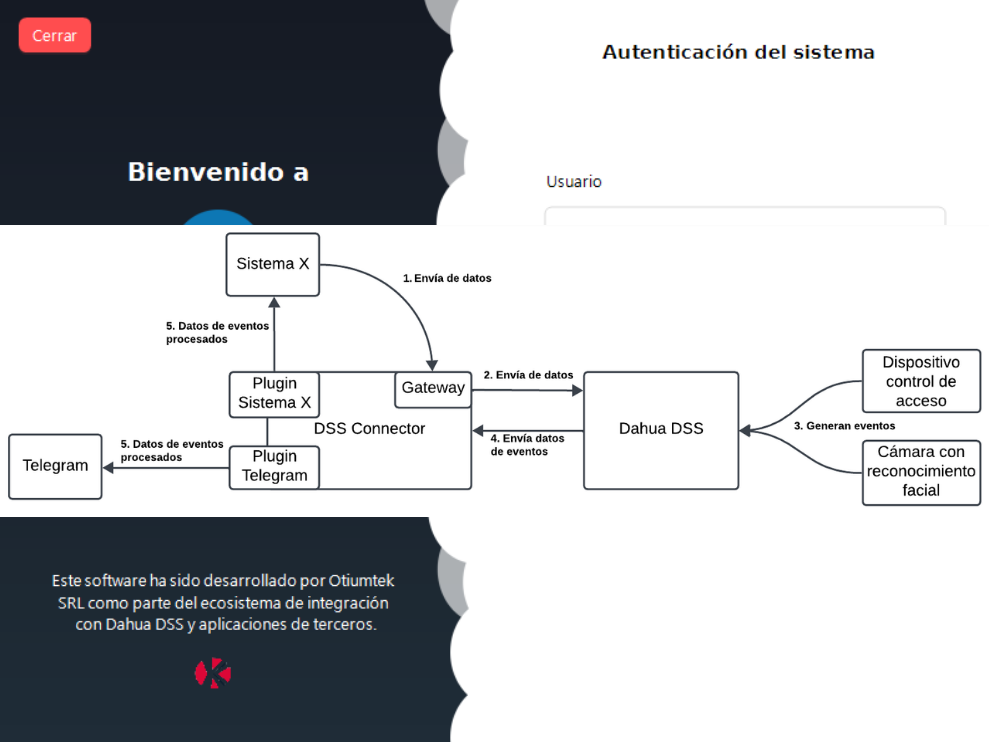 Cerrar
Autenticación del sistema
Bienvenido a
Usuario
Sistema X
1. Envía de datos
5. Datos de eventos
procesados
Plugin
Sistema X
Gateway
2. Envía de datos
DSS Connector
4. Envía datos
de eventos
Dahua DSS
Dispositivo
control de
acceso
3. Generan eventos
Cámara con
reconocimiento
facial
Plugin
Telegram
5. Datos de eventos
procesados
Telegram
Este software ha sido desarrollado por Otiumtek
SRL como parte del ecosistema de integración
con Dahua DSS y aplicaciones de terceros.